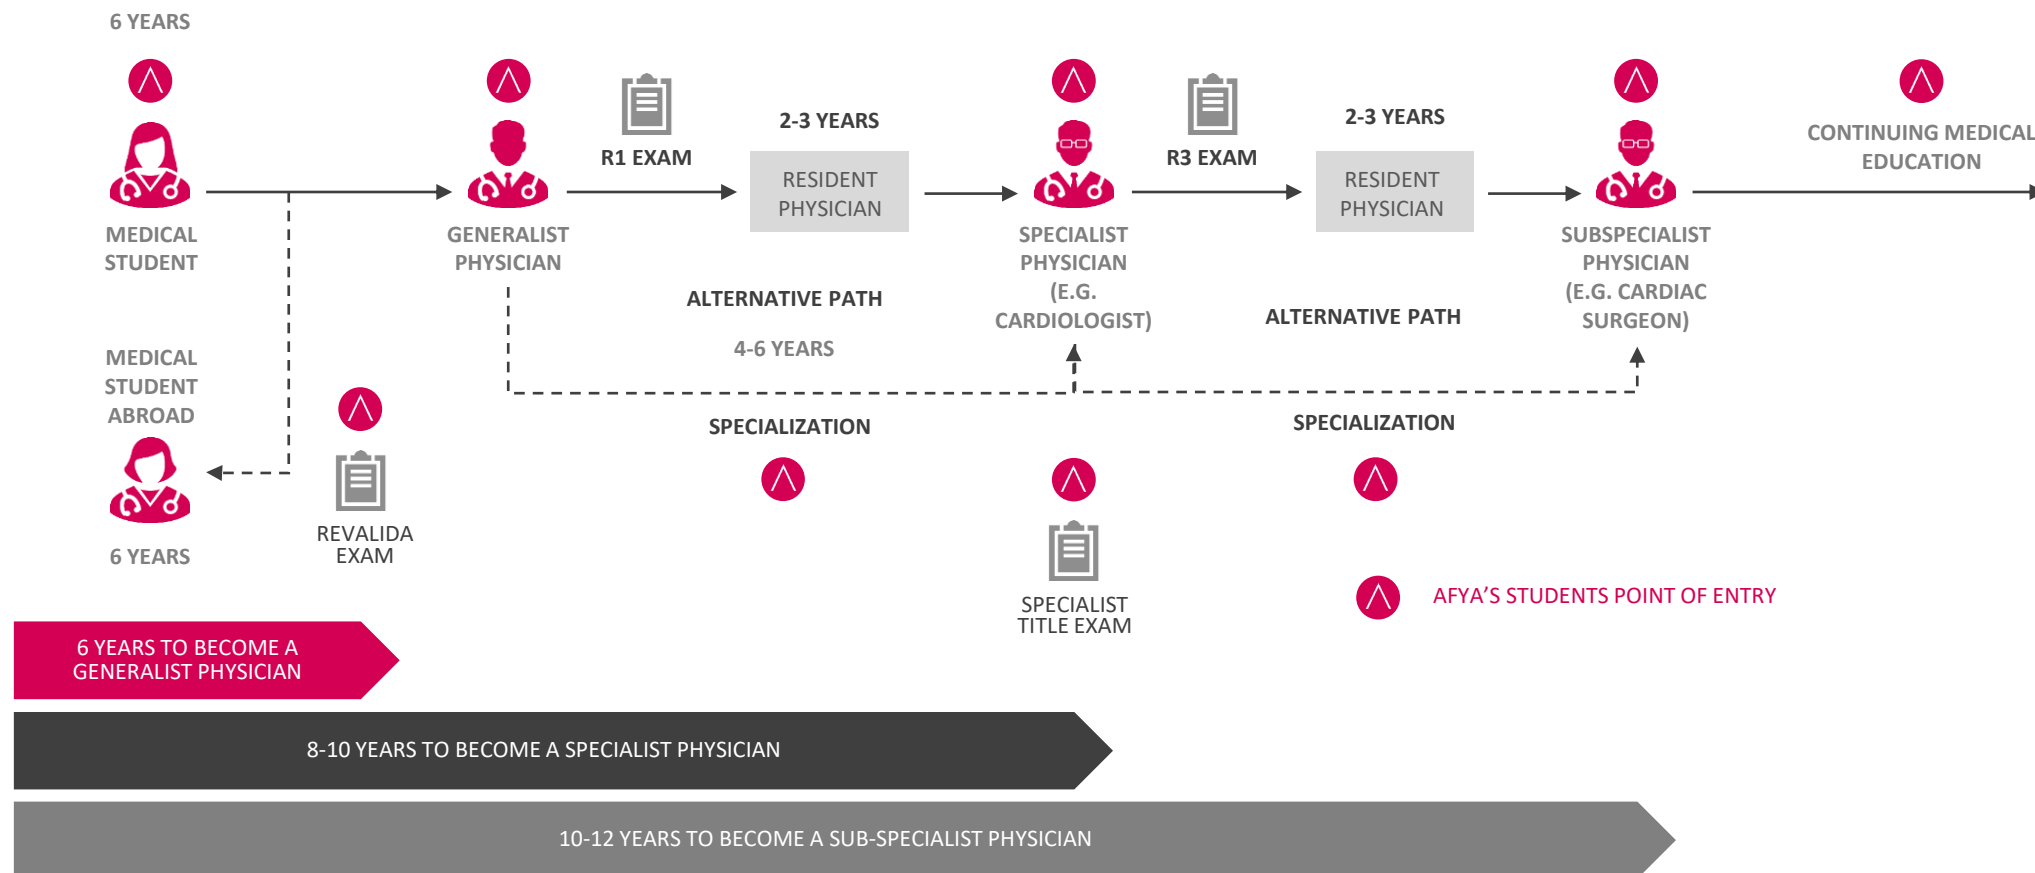 6 YEARS
MEDICAL
STUDENT
MEDICAL
STUDENT
ABROAD
6 YEARS
REVALIDA
EXAM
GENERALIST
PHYSICIAN
R1 EXAM
2-3 YEARS
RESIDENT
PHYSICIAN
ALTERNATIVE PATH
4-6 YEARS
SPECIALIZATION
SPECIALIST
PHYSICIAN
(E.G.
CARDIOLOGIST)
SPECIALIST
TITLE EXAM
R3 EXAM
2-3 YEARS
RESIDENT
PHYSICIAN
ALTERNATIVE PATH
SPECIALIZATION
SUBSPECIALIST
PHYSICIAN
(E.G. CARDIAC
SURGEON)
CONTINUING MEDICAL
EDUCATION
AFYA'S STUDENTS POINT OF ENTRY
6 YEARS TO BECOME A
GENERALIST PHYSICIAN
8-10 YEARS TO BECOME A SPECIALIST PHYSICIAN
10-12 YEARS TO BECOME A SUB-SPECIALIST PHYSICIAN